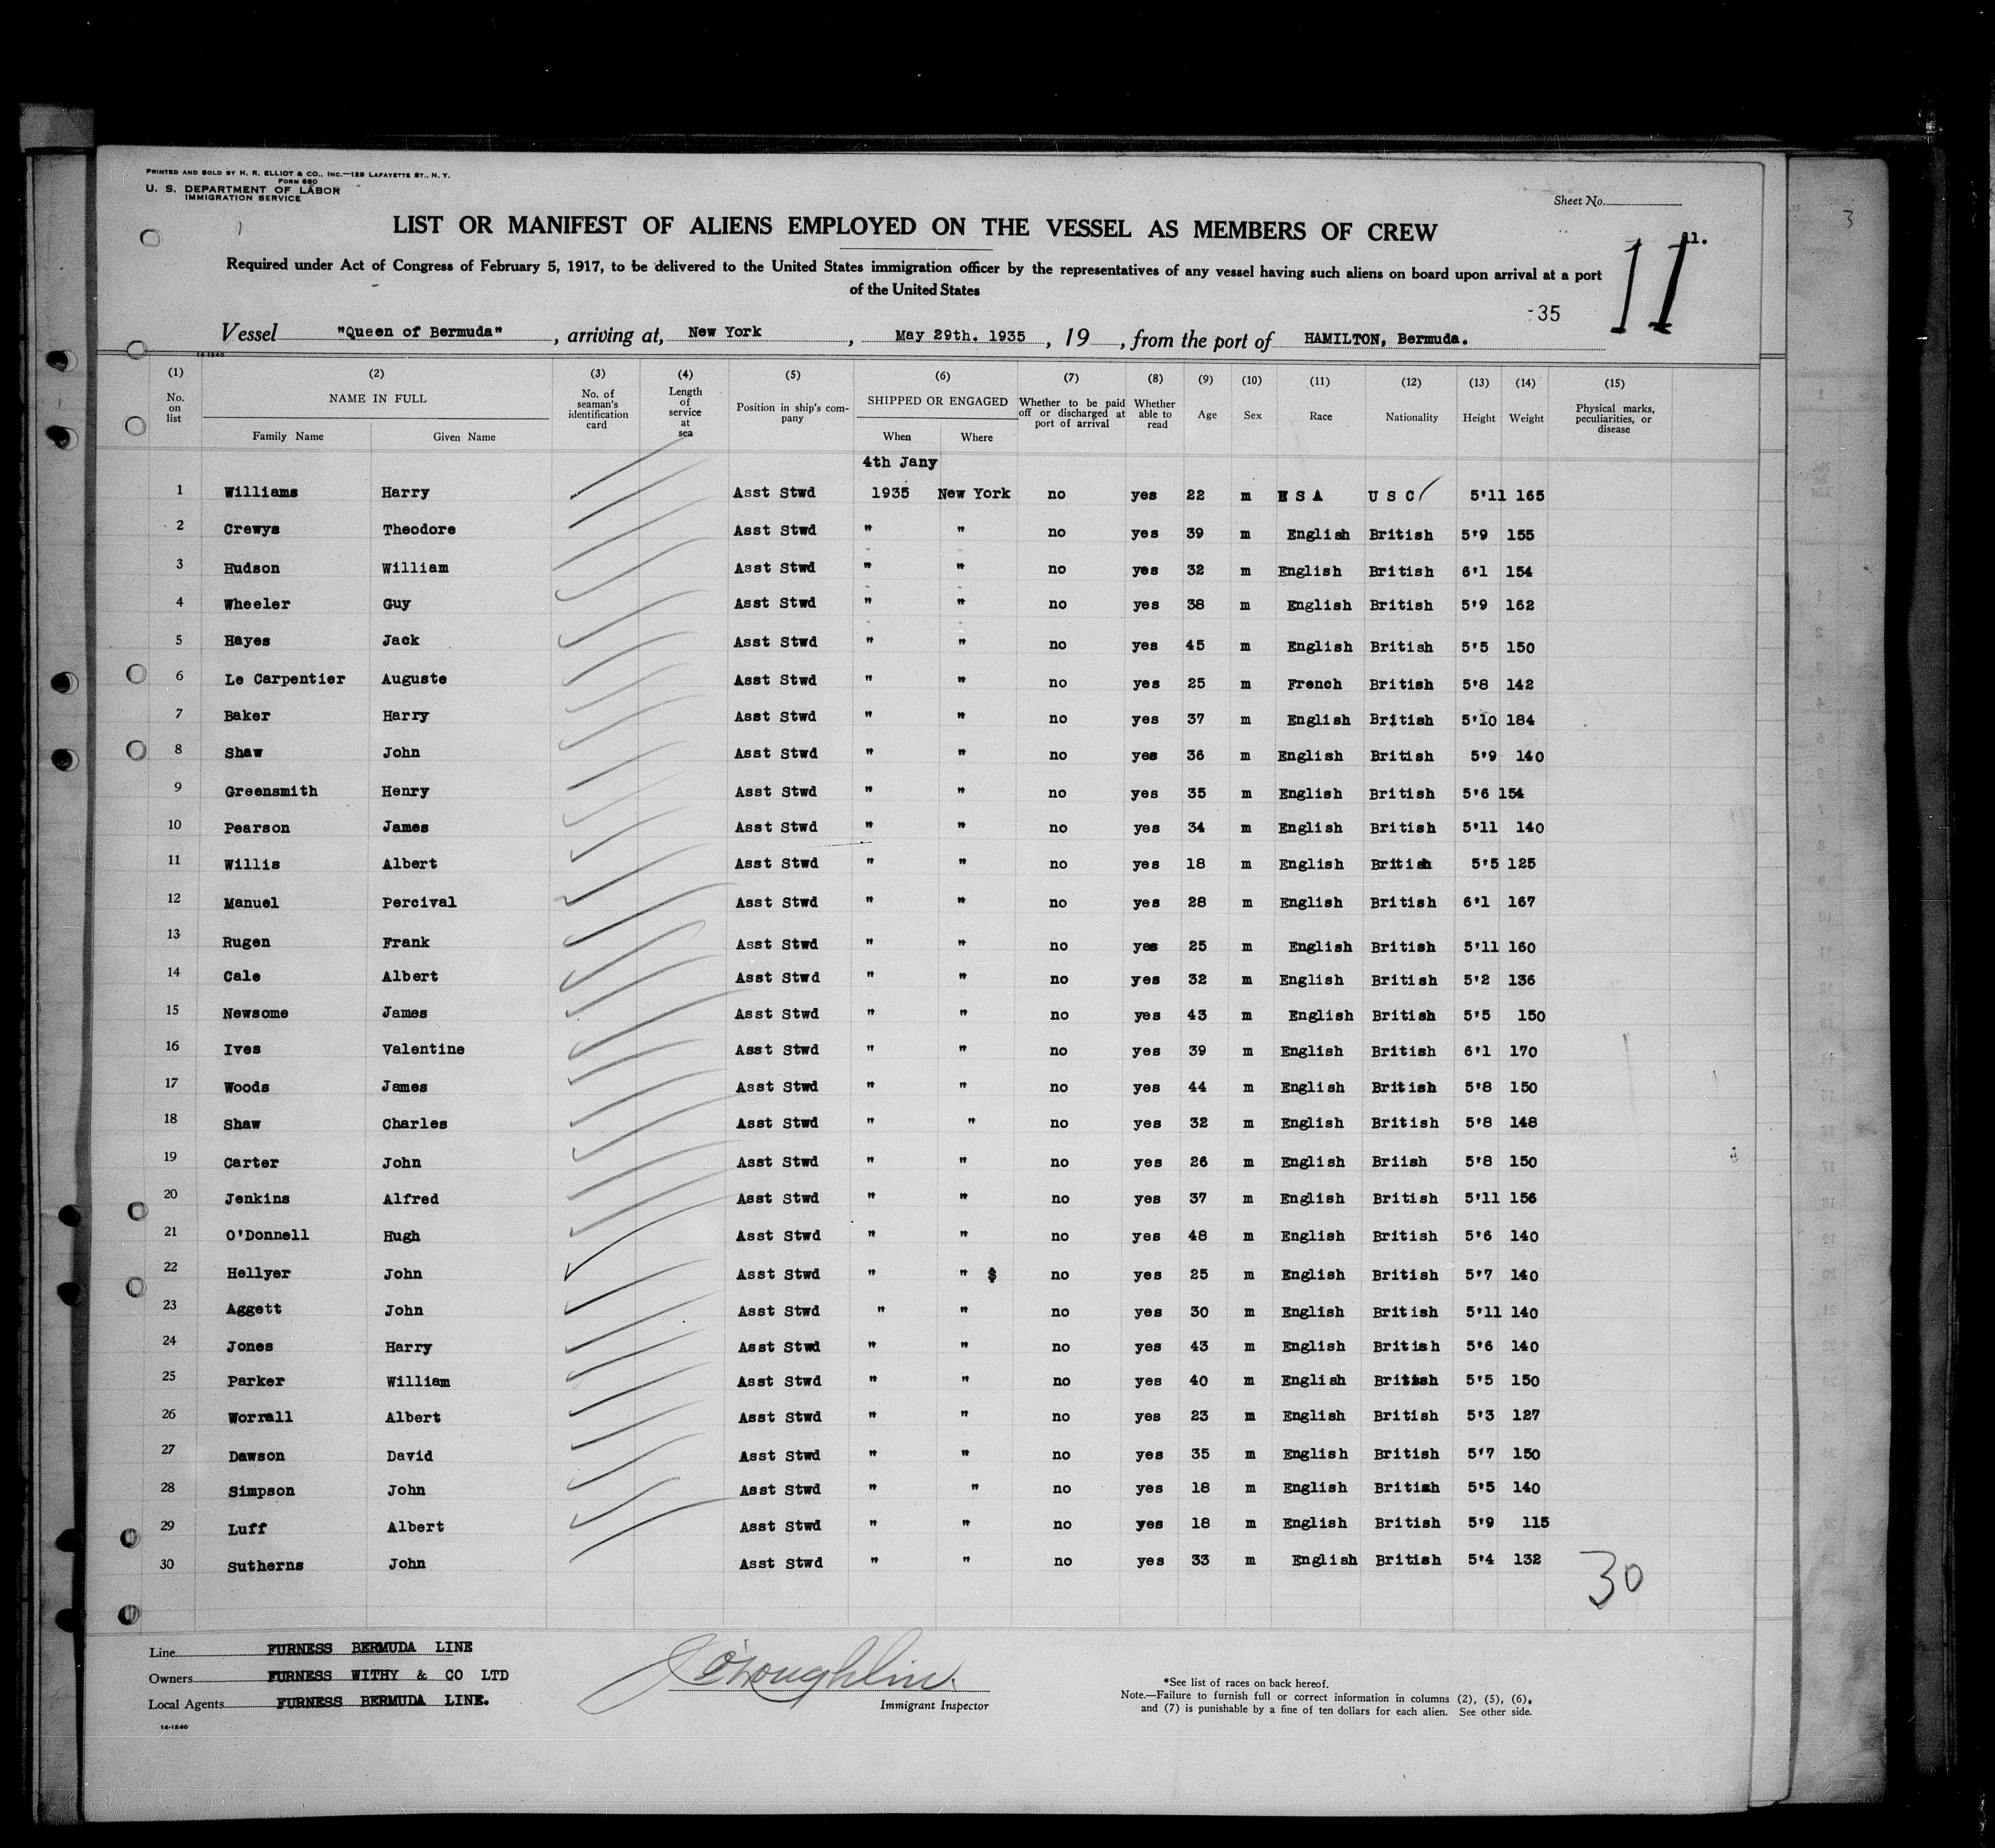 PRINTED AND SOLD BY H. R. ELLIOT & CO., INC.—129 LAFAYETTE ST., N. Y.
FORM 680
U. S. DEPARTMENT OF LABOR
IMMIGRATION SERVICE
Sheet No.
LIST OR MANIFEST OF ALIENS EMPLOYED ON THE VESSEL AS MEMBERS OF CREW
11.
11
Required under Act of Congress of February 5, 1917, to be delivered to the United States immigration officer by the representatives of any vessel having such aliens on board upon arrival at a port
of the United States
-35
Vessel "Queen of Bermuda", arriving at, New York, May 29th. 1935, 19, from the port of HAMILTON, Bermuda.
14-1240
(1) (2) (3) (4) (5) (6) (7) (8) (9) (10) (11) (12) (13) (14) (15)
No. on list NAME IN FULL Family Name Given Name No. of seaman's identification card Length of service at sea Position in ship's company SHIPPED OR ENGAGED When Where Whether to be paid off or discharged at port of arrival Whether able to read Age Sex Race Nationality Height Weight Physical marks, peculiarities, or disease
4th Jany
1 Williams Harry Asst Stwd 1935 New York no yes 22 m S A U S C 5'11 165
2 Crewys Theodore Asst Stwd " " no yes 39 m English British 5'9 155
3 Hudson William Asst Stwd " " no yes 32 m English British 6'1 154
4 Wheeler Guy Asst Stwd " " no yes 38 m English British 5'9 162
5 Hayes Jack Asst Stwd " " no yes 45 m English British 5'5 150
6 Le Carpentier Auguste Asst Stwd " " no yes 25 m French British 5'8 142
7 Baker Harry Asst Stwd " " no yes 37 m English British 5'10 184
8 Shaw John Asst Stwd " " no yes 36 m English British 5'9 140
9 Greensmith Henry Asst Stwd " " no yes 35 m English British 5'6 154
10 Pearson James Asst Stwd " " no yes 34 m English British 5'11 140
11 Willis Albert Asst Stwd " " no yes 18 m English British 5'5 125
12 Manuel Percival Asst Stwd " " no yes 28 m English British 6'1 167
13 Rugen Frank Asst Stwd " " no yes 25 m English British 5'11 160
14 Cale Albert Asst Stwd " " no yes 32 m English British 5'2 136
15 Newsome James Asst Stwd " " no yes 43 m English British 5'5 150
16 Ives Valentine Asst Stwd " " no yes 39 m English British 6'1 170
17 Woods James Asst Stwd " " no yes 44 m English British 5'8 150
18 Shaw Charles Asst Stwd " " no yes 32 m English British 5'8 148
19 Carter John Asst Stwd " " no yes 26 m English Briish 5'8 150
20 Jenkins Alfred Asst Stwd " " no yes 37 m English British 5'11 156
21 O'Donnell Hugh Asst Stwd " " no yes 48 m English British 5'6 140
22 Hellyer John Asst Stwd " " $ no yes 25 m English British 5'7 140
23 Aggett John Asst Stwd " " no yes 30 m English British 5'11 140
24 Jones Harry Asst Stwd " " no yes 43 m English British 5'6 140
25 Parker William Asst Stwd " " no yes 40 m English British 5'5 150
26 Worrall Albert Asst Stwd " " no yes 23 m English British 5'3 127
27 Dawson David Asst Stwd " " no yes 35 m English British 5'7 150
28 Simpson John Asst Stwd " " no yes 18 m English British 5'5 140
29 Luff Albert Asst Stwd " " no yes 18 m English British 5'9 115
30 Sutherns John Asst Stwd " " no yes 33 m English British 5'4 132
30
Line FURNESS BERMUDA LINE
Owners FURNESS WITHY & CO LTD
Local Agents FURNESS BERMUDA LINE.
14-1240
J O'Loughlin.
Immigrant Inspector
*See list of races on back hereof.
Note.—Failure to furnish full or correct information in columns (2), (5), (6), and (7) is punishable by a fine of ten dollars for each alien. See other side.
3